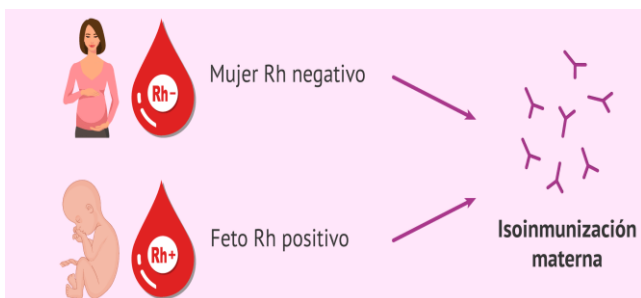 Rh-
Mujer Rh negativo
Rh+
Feto Rh positivo
Isoinmunización
materna